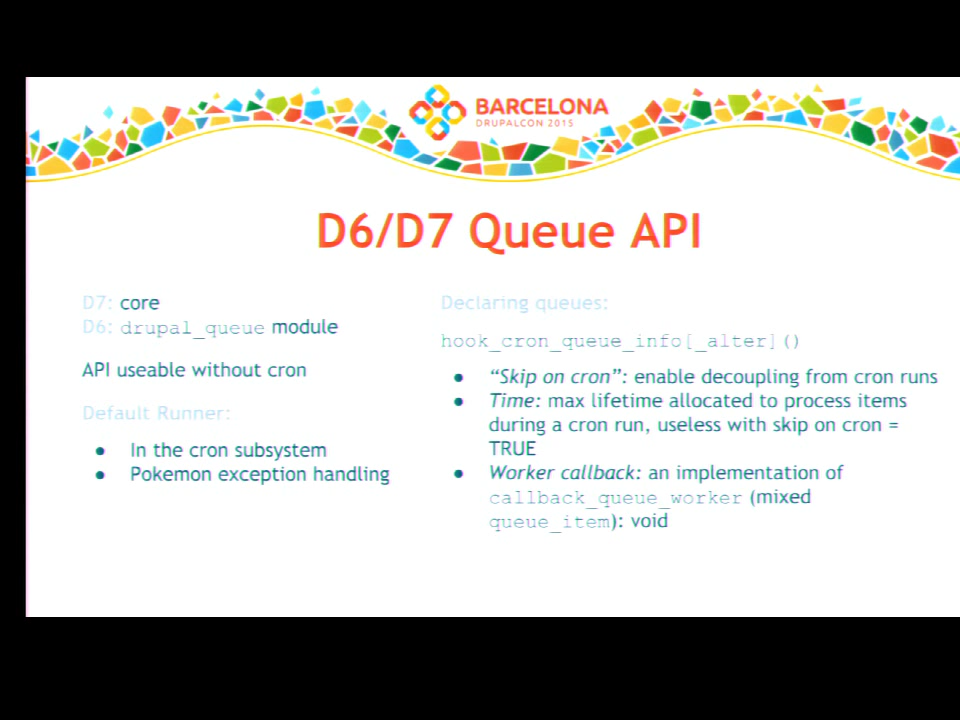 BARCELONA
DRUPALCON 2015
D6/D7 Queue API
D7: core
D6: drupal_queue module
API useable without cron
Default Runner:
● In the cron subsystem
● Pokemon exception handling
Declaring queues:
hook_cron_queue_info[_alter]()
● “Skip on cron”: enable decoupling from cron runs
● Time: max lifetime allocated to process items
during a cron run, useless with skip on cron =
TRUE
● Worker callback: an implementation of
callback_queue_worker (mixed
queue_item): void